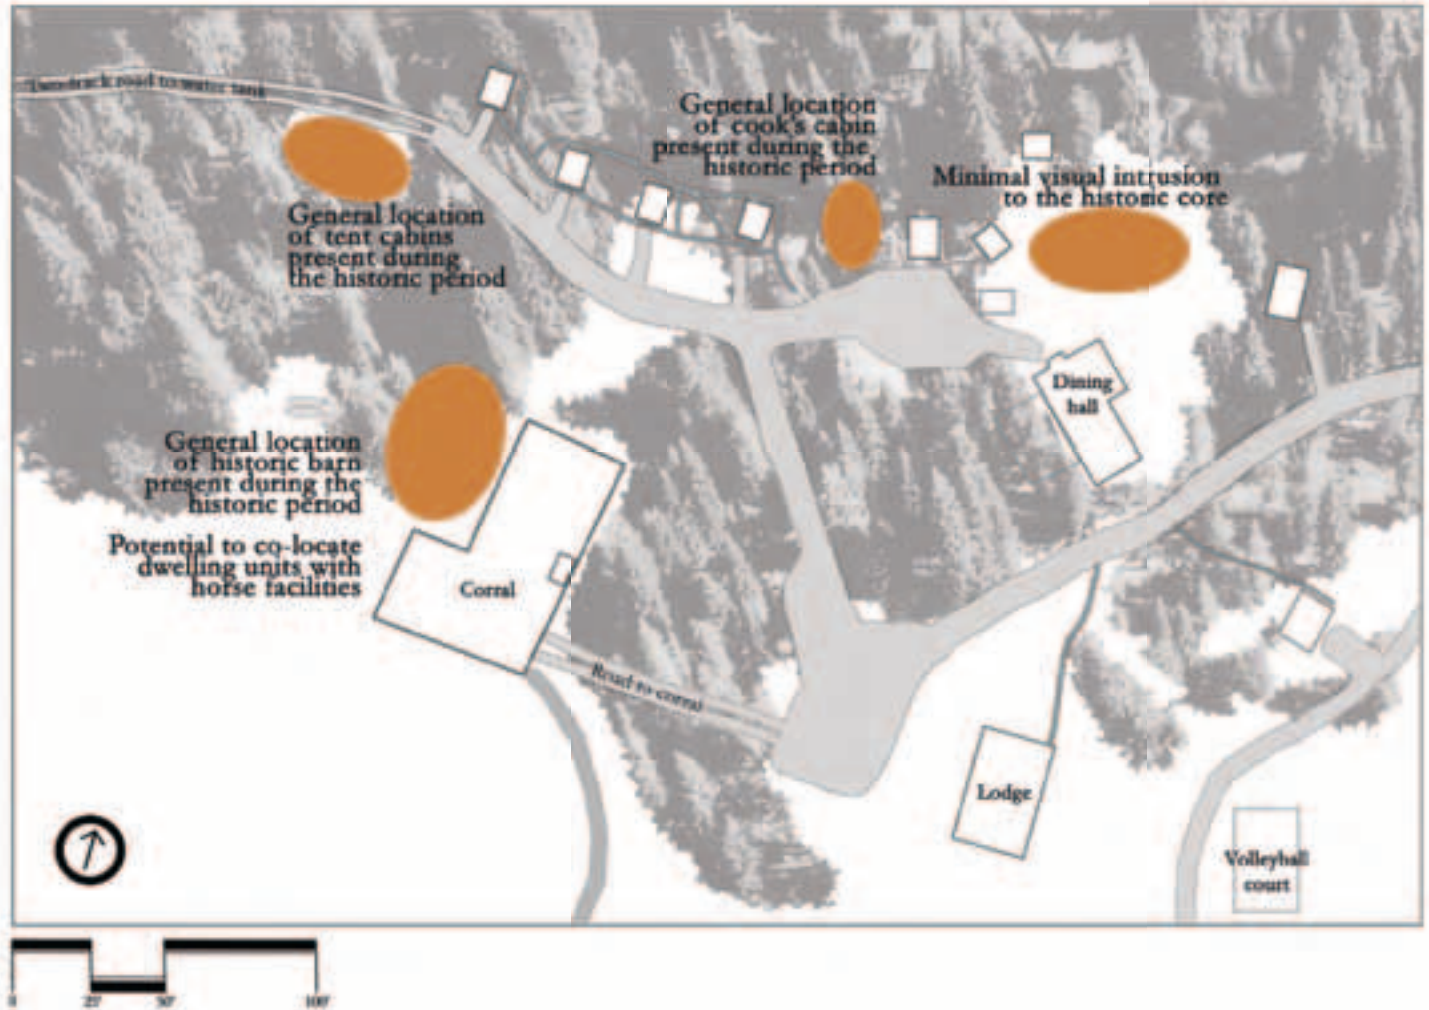 Two-track road to water tank
General location
of cook's cabin
present during the
historic period
Minimal visual intrusion
to the historic core
General location
of tent cabins
present during
the historic period
Dining
hall
General location
of historic barn
present during the
historic period
Potential to co-locate
dwelling units with
horse facilities
Corral
Road to corral
Lodge
Volleyball
court
0 25' 50' 100'